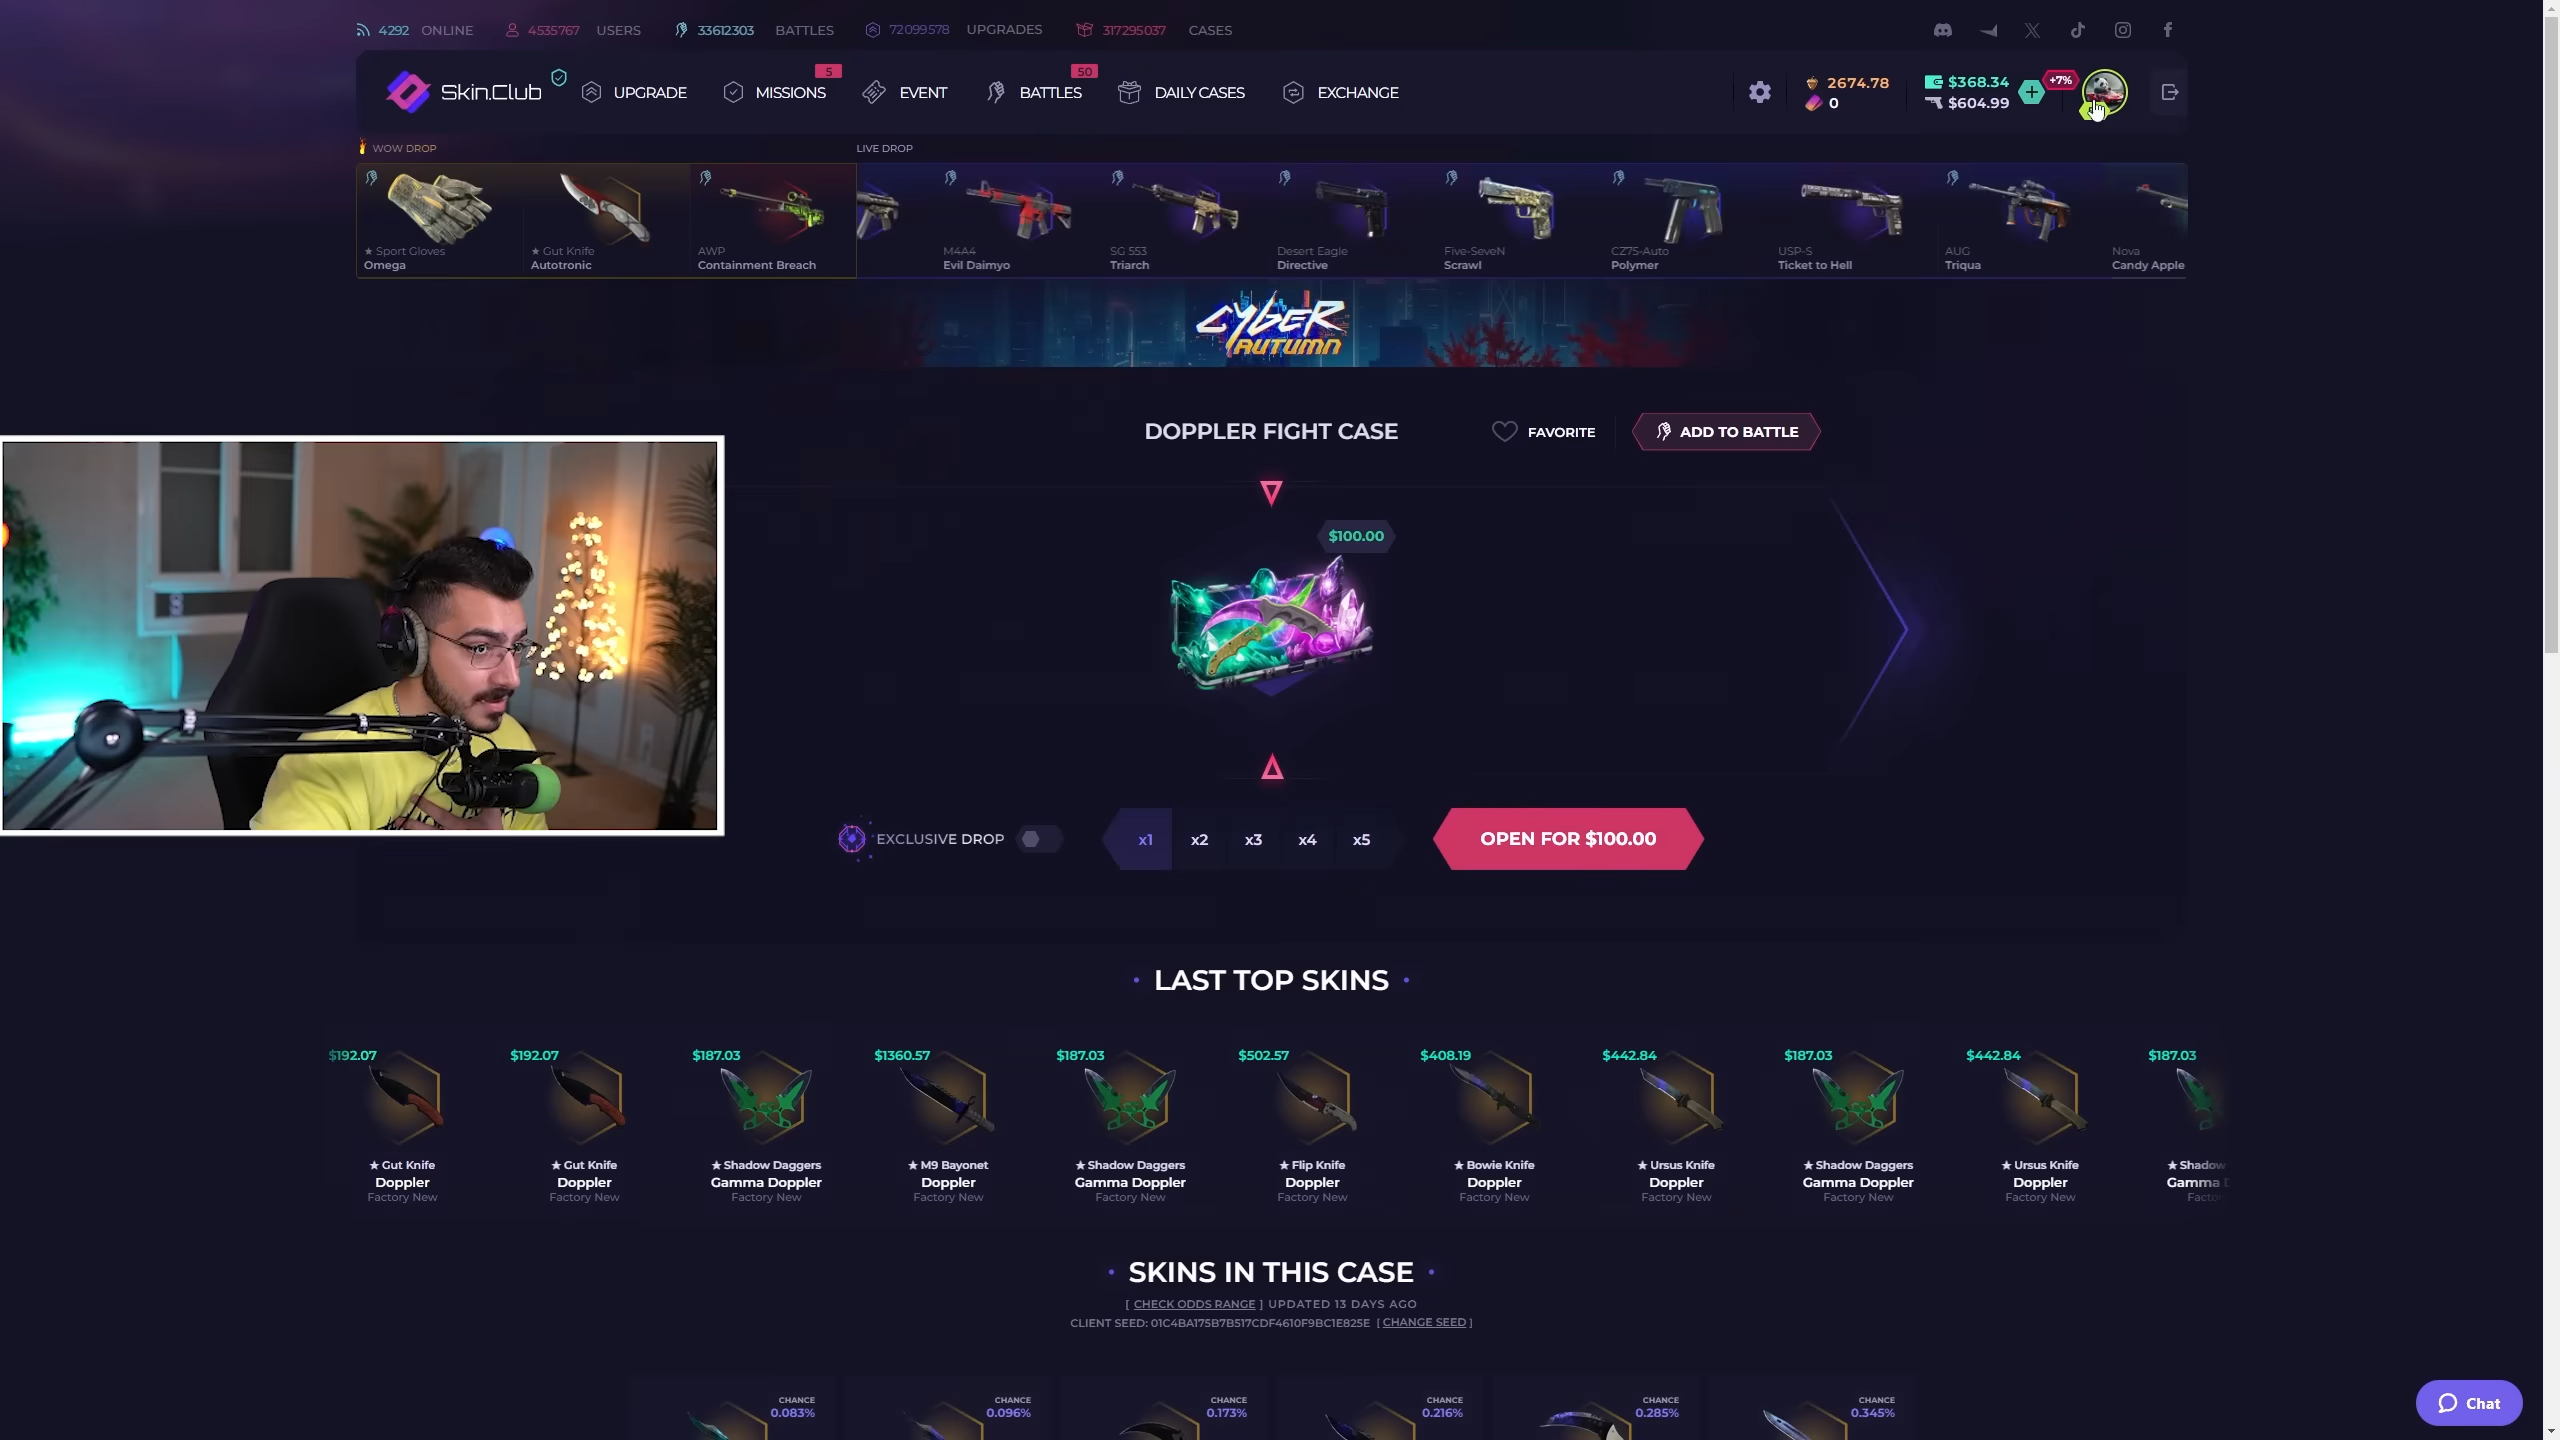 4292 ONLINE 4535767 USERS 33612303 BATTLES 72099578 UPGRADES 317295037 CASES
Skin.Club UPGRADE MISSIONS 5 EVENT BATTLES 50 DAILY CASES EXCHANGE
2674.78 $368.34 +7%
0 $604.99
WOW DROP LIVE DROP
★ Sport Gloves ★ Gut Knife AWP M4A4 SG 553 Desert Eagle Five-SeveN CZ75-Auto USP-S AUG Nova
Omega Autotronic Containment Breach Evil Daimyo Triarch Directive Scrawl Polymer Ticket to Hell Triqua Candy Apple
CYBER
AUTUMN
DOPPLER FIGHT CASE FAVORITE ADD TO BATTLE
$100.00
EXCLUSIVE DROP x1 x2 x3 x4 x5 OPEN FOR $100.00
LAST TOP SKINS
$192.07 $192.07 $187.03 $1360.57 $187.03 $502.57 $408.19 $442.84 $187.03 $442.84 $187.03
★ Gut Knife ★ Gut Knife ★ Shadow Daggers ★ M9 Bayonet ★ Shadow Daggers ★ Flip Knife ★ Bowie Knife ★ Ursus Knife ★ Shadow Daggers ★ Ursus Knife ★ Shadow
Doppler Doppler Gamma Doppler Doppler Gamma Doppler Doppler Doppler Doppler Gamma Doppler Doppler Gamma
Factory New Factory New Factory New Factory New Factory New Factory New Factory New Factory New Factory New Factory New
SKINS IN THIS CASE
[ CHECK ODDS RANGE ] UPDATED 13 DAYS AGO
CLIENT SEED: 01C4BA175B7B517CDF4610F9BC1E825E [ CHANGE SEED ]
CHANCE CHANCE CHANCE CHANCE CHANCE CHANCE
0.083% 0.096% 0.173% 0.216% 0.285% 0.345%
Chat